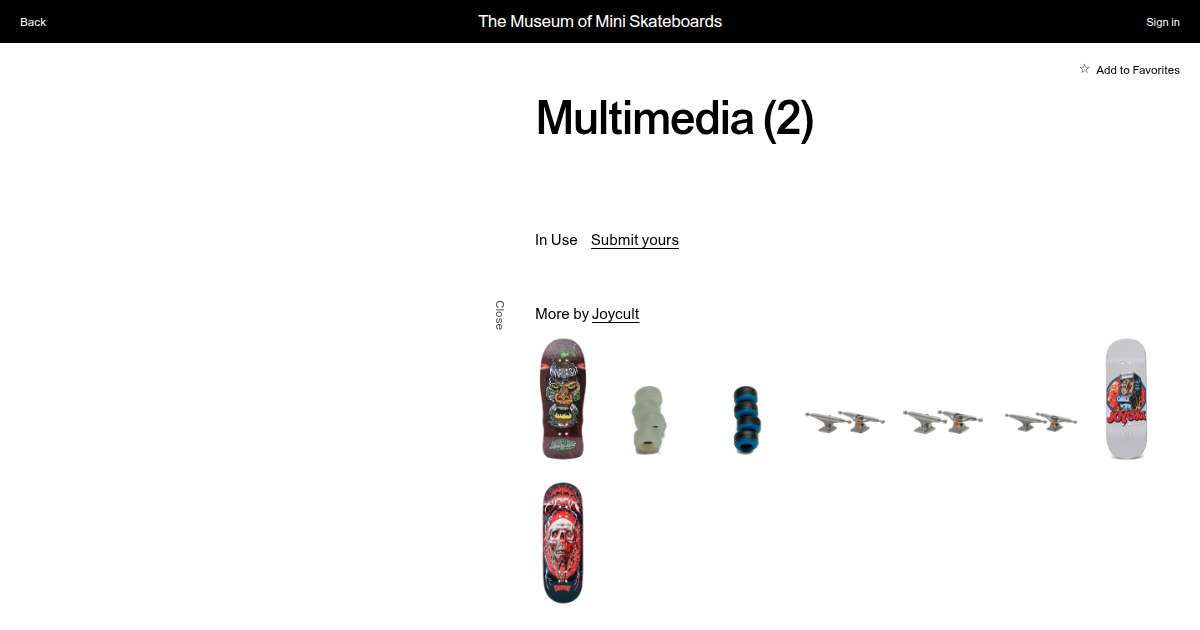 Back
The Museum of Mini Skateboards
Sign in
☆ Add to Favorites
Multimedia (2)
In Use Submit yours
Close
More by Joycult